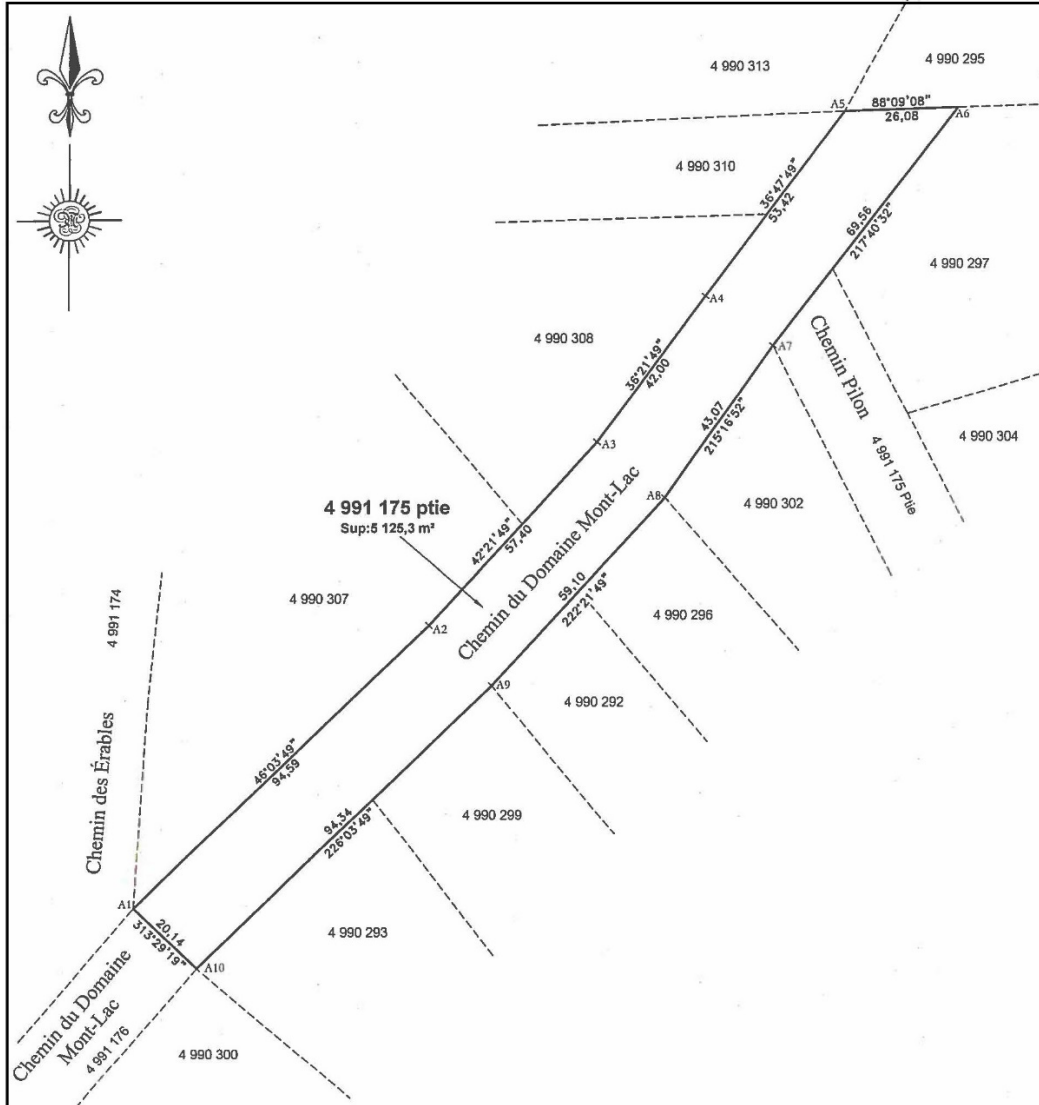 4 990 313
4 990 295
A5
88°09'08"
26,08
A6
4 990 310
36°47'49"
53,42
69,56
217°40'32"
4 990 297
A4
4 990 308
36°21'49"
42,00
A7
Chemin Pilon
4 991 175 Ptie
4 990 304
43,07
215°16'52"
A3
A8
4 990 302
4 991 175 ptie
Sup:5 125,3 m²
42°21'49"
57,40
Chemin du Domaine Mont-Lac
59,10
222°21'49"
4 990 296
4 991 174
4 990 307
A2
A9
4 990 292
Chemin des Érables
46°03'49"
94,59
94,34
226°03'49"
4 990 299
A1
20,14
313°29'19"
A10
4 990 293
Chemin du Domaine
Mont-Lac
4 991 176
4 990 300